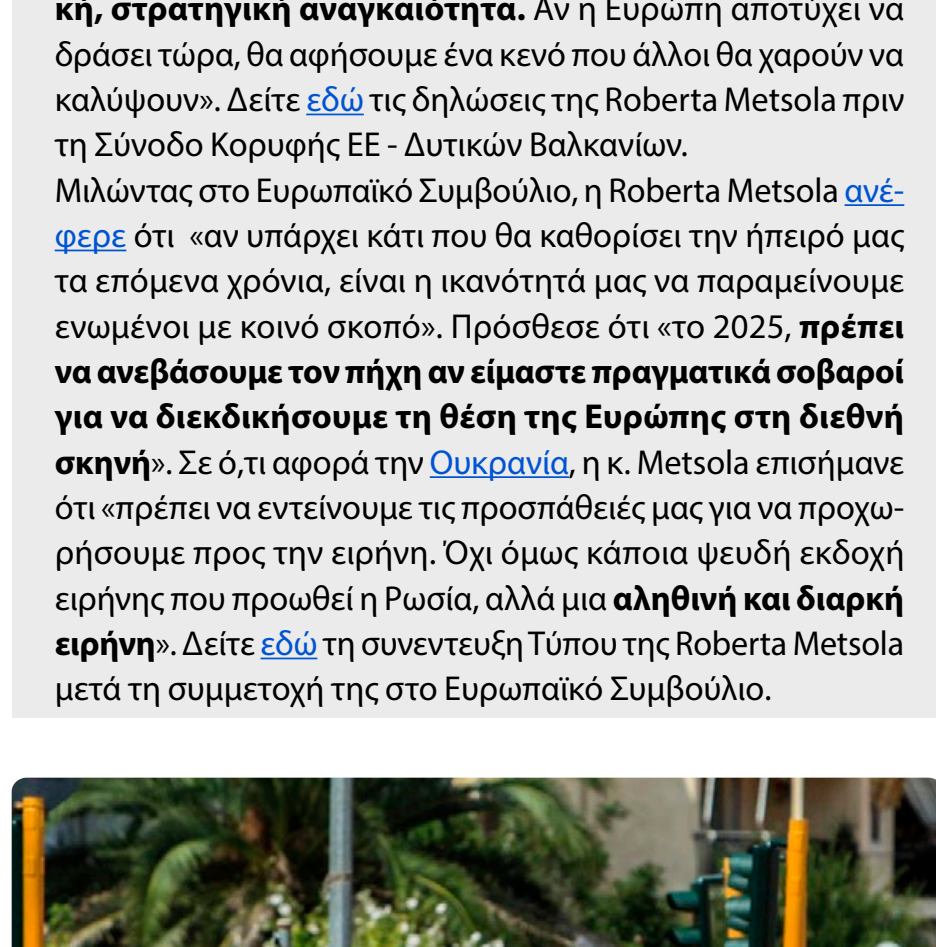 κή, στρατηγική αναγκαιότητα. Αν η Ευρώπη αποτύχει να
δράσει τώρα, θα αφήσουμε ένα κενό που άλλοι θα χαρούν να
καλύψουν». Δείτε εδώ τις δηλώσεις της Roberta Metsola πριν
τη Σύνοδο Κορυφής ΕΕ - Δυτικών Βαλκανίων.
Μιλώντας στο Ευρωπαϊκό Συμβούλιο, η Roberta Metsola ανέ-
φερε ότι «αν υπάρχει κάτι που θα καθορίσει την ήπειρό μας
τα επόμενα χρόνια, είναι η ικανότητά μας να παραμείνουμε
ενωμένοι με κοινό σκοπό». Πρόσθεσε ότι «το 2025, πρέπει
να ανεβάσουμε τον πήχη αν είμαστε πραγματικά σοβαροί
για να διεκδικήσουμε τη θέση της Ευρώπης στη διεθνή
σκηνή». Σε ό,τι αφορά την Ουκρανία, η κ. Metsola επισήμανε
ότι «πρέπει να εντείνουμε τις προσπάθειές μας για να προχω-
ρήσουμε προς την ειρήνη. Όχι όμως κάποια ψευδή εκδοχή
ειρήνης που προωθεί η Ρωσία, αλλά μια αληθινή και διαρκή
ειρήνη». Δείτε εδώ τη συνεντευξη Τύπου της Roberta Metsola
μετά τη συμμετοχή της στο Ευρωπαϊκό Συμβούλιο.